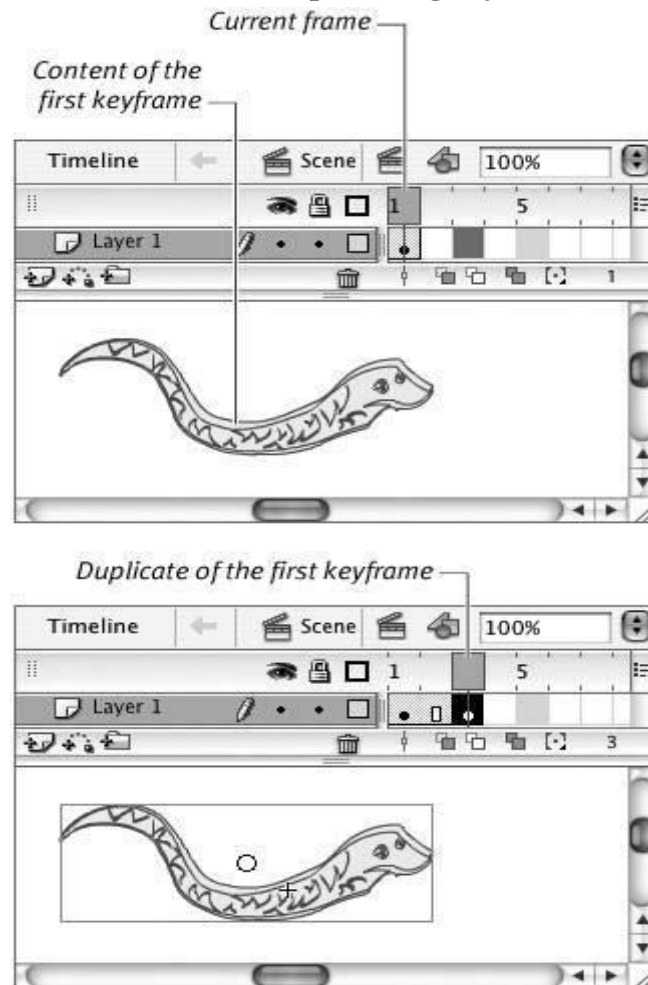 Current frame
Content of the
first keyframe
Timeline Scene 100%
1 5
Layer 1
1
Duplicate of the first keyframe
Timeline Scene 100%
1 5
Layer 1
3